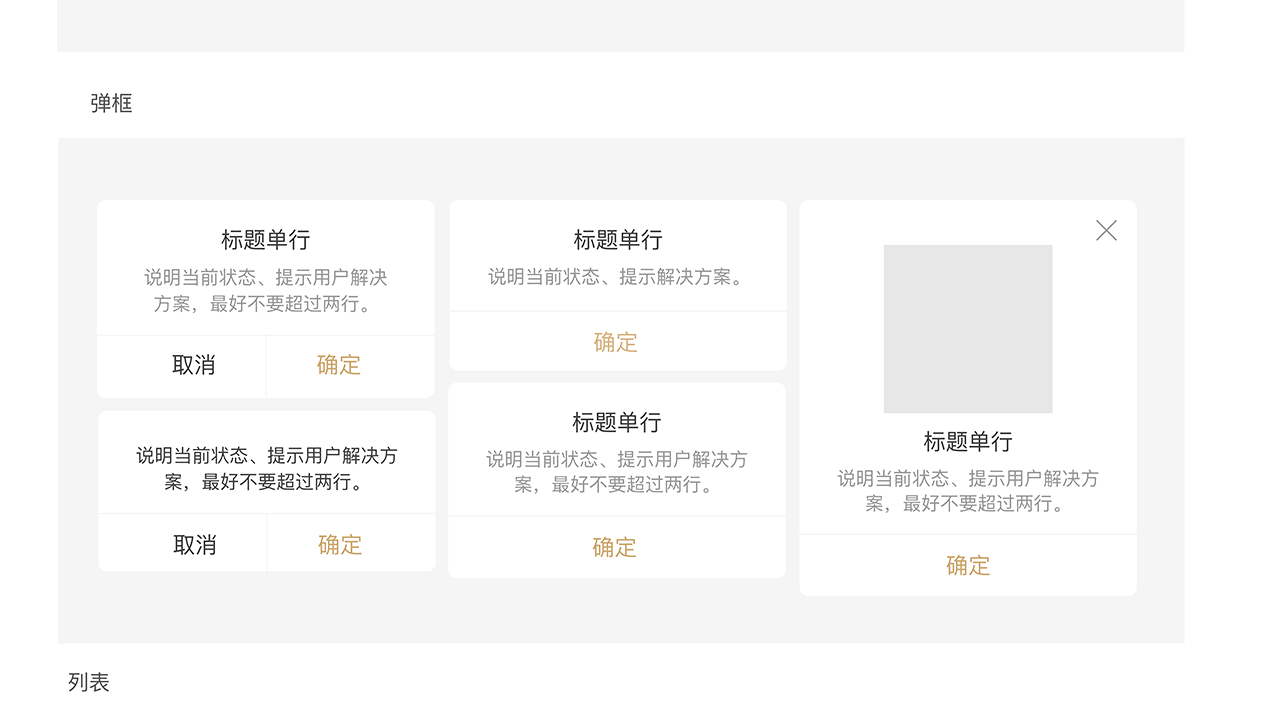 弹框
标题单行
说明当前状态、提示用户解决
方案，最好不要超过两行。
取消
确定
说明当前状态、提示用户解决方
案，最好不要超过两行。
取消
确定
标题单行
说明当前状态、提示解决方案。
确定
标题单行
说明当前状态、提示用户解决方
案，最好不要超过两行。
确定
标题单行
说明当前状态、提示用户解决方
案，最好不要超过两行。
确定
列表